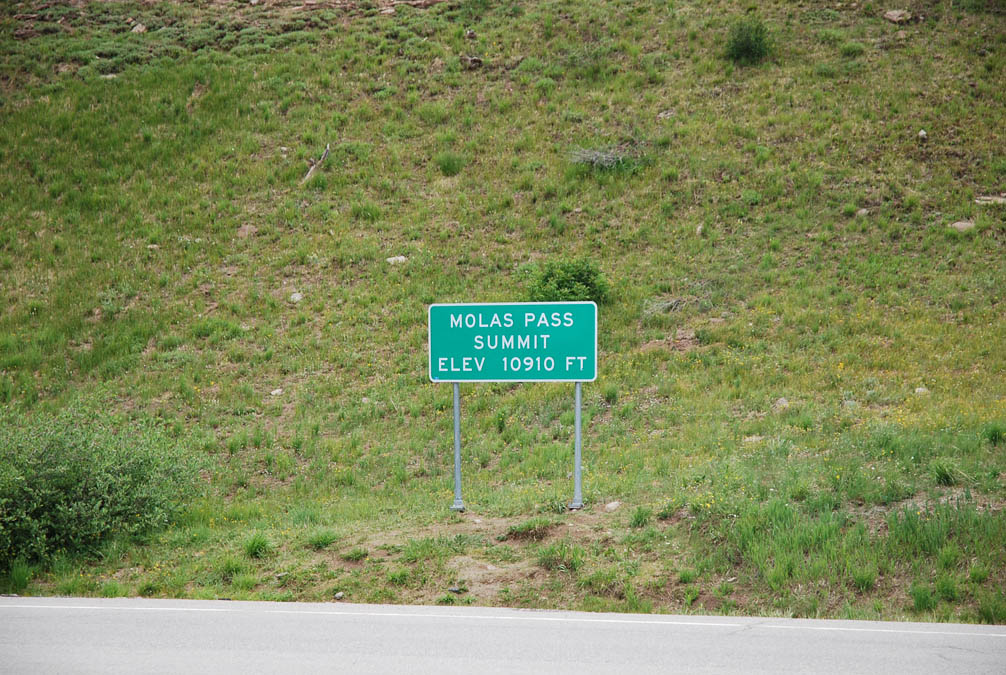 MOLAS PASS
SUMMIT
ELEV 10910 FT